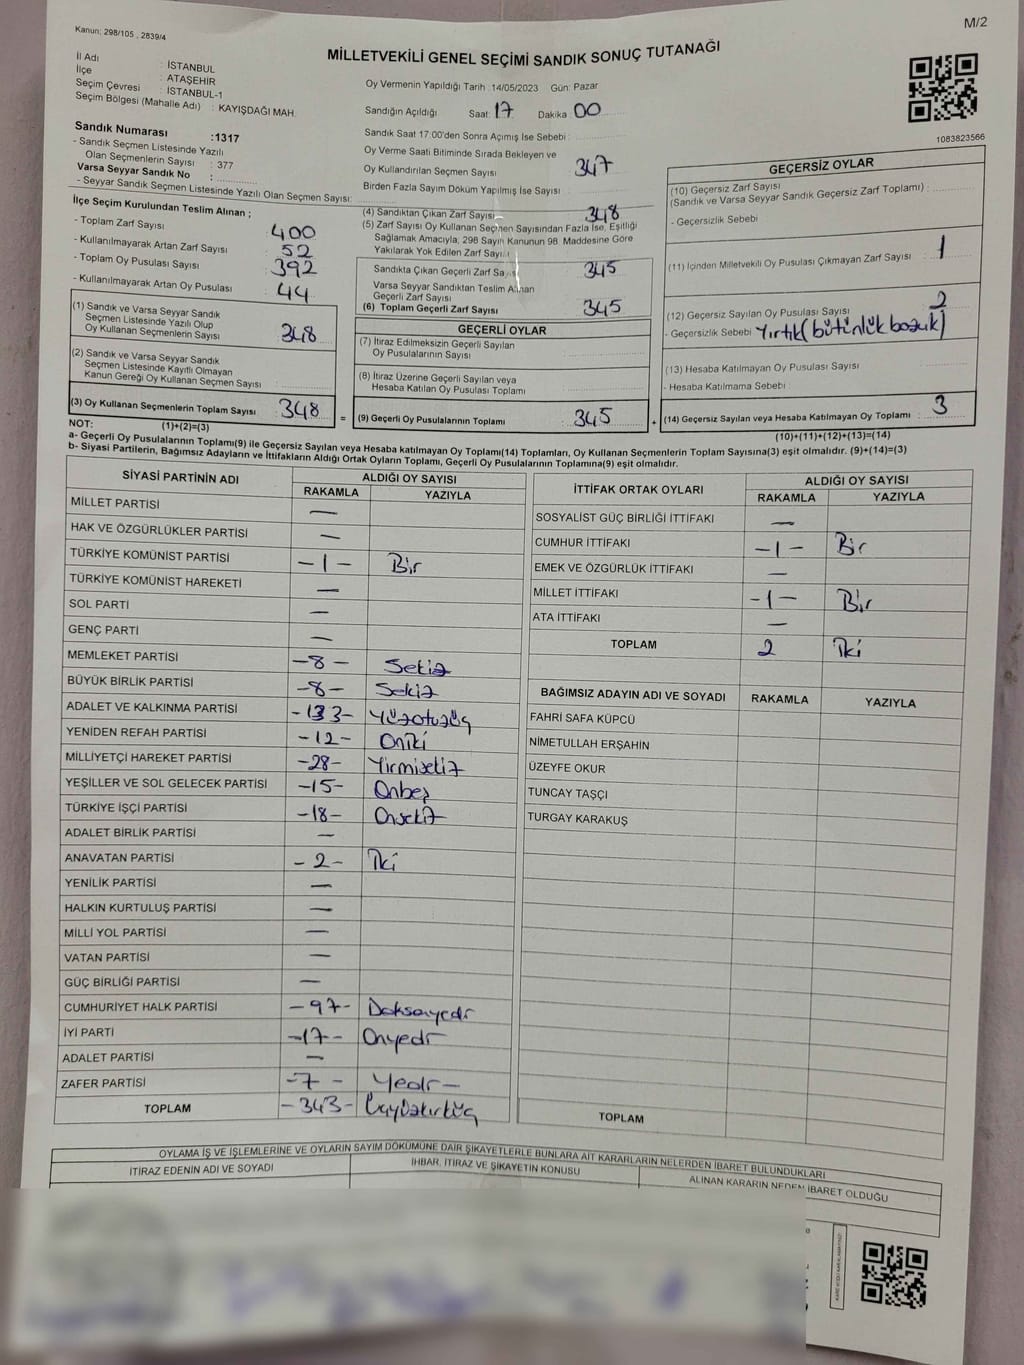 Kanun: 298/105 , 2839/4
M/2
MİLLETVEKİLİ GENEL SEÇİMİ SANDIK SONUÇ TUTANAĞI
İl Adı : İSTANBUL
İlçe : ATAŞEHİR
Seçim Çevresi : İSTANBUL-1
Seçim Bölgesi (Mahalle Adı) : KAYIŞDAĞI MAH.
Sandık Numarası :1317
- Sandık Seçmen Listesinde Yazılı
Olan Seçmenlerin Sayısı : 377
Varsa Seyyar Sandık No :
- Seyyar Sandık Seçmen Listesinde Yazılı Olan Seçmen Sayısı:
Oy Vermenin Yapıldığı Tarih :14/05/2023 Gün: Pazar
Sandığın Açıldığı Saat: 17 Dakika: 00
Sandık Saat 17:00'den Sonra Açımış Ise Sebebi :
Oy Verme Saati Bitiminde Sırada Bekleyen ve
Oy Kullandırılan Seçmen Sayısı 347
Birden Fazla Sayım Döküm Yapılmış İse Sayısı :
1083823566
İlçe Seçim Kurulundan Teslim Alınan ;
- Toplam Zarf Sayısı : 400
- Kullanılmayarak Artan Zarf Sayısı : 52
- Toplam Oy Pusulası Sayısı : 392
- Kullanılmayarak Artan Oy Pusulası : 44
(1) Sandık ve Varsa Seyyar Sandık
Seçmen Listesinde Yazılı Olup
Oy Kullanan Seçmenlerin Sayısı : 348
(2) Sandık ve Varsa Seyyar Sandık
Seçmen Listesinde Kayıtlı Olmayan
Kanun Gereği Oy Kullanan Seçmen Sayısı :
(3) Oy Kullanan Seçmenlerin Toplam Sayısı : 348 =
(1)+(2)=(3)
(4) Sandıktan Çıkan Zarf Sayısı 348
(5) Zarf Sayısı Oy Kullanan Seçmen Sayısından Fazla İse, Eşitliği
Sağlamak Amacıyla, 298 Sayılı Kanunun 98. Maddesine Göre
Yakılarak Yok Edilen Zarf Sayısı
Sandıkta Çıkan Geçerli Zarf Sayısı : 345
Varsa Seyyar Sandıktan Teslim Alınan
Geçerli Zarf Sayısı
(6) Toplam Geçerli Zarf Sayısı : 345
GEÇERLİ OYLAR
(7) İtiraz Edilmeksizin Geçerli Sayılan
Oy Pusulalarının Sayısı
(8) İtiraz Üzerine Geçerli Sayılan veya
Hesaba Katılan Oy Pusulası Toplamı
(9) Geçerli Oy Pusulalarının Toplamı : 345 +
GEÇERSİZ OYLAR
(10) Geçersiz Zarf Sayısı
(Sandık ve Varsa Seyyar Sandık Geçersiz Zarf Toplamı) :
- Geçersizlik Sebebi
(11) İçinden Milletvekili Oy Pusulası Çıkmayan Zarf Sayısı : 1
(12) Geçersiz Sayılan Oy Pusulası Sayısı : 2
- Geçersizlik Sebebi Yırtık (bütünlük bozuk)
(13) Hesaba Katılmayan Oy Pusulası Sayısı :
- Hesaba Katılmama Sebebi :
(14) Geçersiz Sayılan veya Hesaba Katılmayan Oy Toplamı : 3
(10)+(11)+(12)+(13)=(14)
NOT:
a- Geçerli Oy Pusulalarının Toplamı(9) ile Geçersiz Sayılan veya Hesaba katılmayan Oy Toplamı(14) Toplamları, Oy Kullanan Seçmenlerin Toplam Sayısına(3) eşit olmalıdır. (9)+(14)=(3)
b- Siyasi Partilerin, Bağımsız Adayların ve İttifakların Aldığı Ortak Oyların Toplamı, Geçerli Oy Pusulalarının Toplamına(9) eşit olmalıdır.
SİYASİ PARTİNİN ADI ALDIĞI OY SAYISI
RAKAMLA YAZIYLA
MİLLET PARTİSİ —
HAK VE ÖZGÜRLÜKLER PARTİSİ —
TÜRKİYE KOMÜNİST PARTİSİ -1- Bir
TÜRKİYE KOMÜNİST HAREKETİ —
SOL PARTİ —
GENÇ PARTİ —
MEMLEKET PARTİSİ -8- Sekiz
BÜYÜK BİRLİK PARTİSİ -8- Sekiz
ADALET VE KALKINMA PARTİSİ -133- Yüzotuzüç
YENİDEN REFAH PARTİSİ -12- Oniki
MİLLİYETÇİ HAREKET PARTİSİ -28- Yirmisekiz
YEŞİLLER VE SOL GELECEK PARTİSİ -15- Onbeş
TÜRKİYE İŞÇİ PARTİSİ -18- Onsekiz
ADALET BİRLİK PARTİSİ —
ANAVATAN PARTİSİ -2- İki
YENİLİK PARTİSİ —
HALKIN KURTULUŞ PARTİSİ —
MİLLİ YOL PARTİSİ —
VATAN PARTİSİ —
GÜÇ BİRLİĞİ PARTİSİ —
CUMHURİYET HALK PARTİSİ -97- Doksanyedi
İYİ PARTİ -17- Onyedi
ADALET PARTİSİ —
ZAFER PARTİSİ -7- Yedi-
TOPLAM -343- Üçyüzkırküç
İTTİFAK ORTAK OYLARI ALDIĞI OY SAYISI
RAKAMLA YAZIYLA
SOSYALİST GÜÇ BİRLİĞİ İTTİFAKI —
CUMHUR İTTİFAKI -1- Bir
EMEK VE ÖZGÜRLÜK İTTİFAKI —
MİLLET İTTİFAKI -1- Bir
ATA İTTİFAKI —
TOPLAM 2 İki
BAĞIMSIZ ADAYIN ADI VE SOYADI RAKAMLA YAZIYLA
FAHRİ SAFA KÜPCÜ
NİMETULLAH ERŞAHİN
ÜZEYFE OKUR
TUNCAY TAŞÇI
TURGAY KARAKUŞ
TOPLAM
OYLAMA İŞ VE İŞLEMLERİNE VE OYLARIN SAYIM DÖKÜMÜNE DAİR ŞİKAYETLERLE BUNLARA AİT KARARLARIN NELERDEN İBARET BULUNDUKLARI
İTİRAZ EDENİN ADI VE SOYADI İHBAR, İTİRAZ VE ŞİKAYETİN KONUSU ALINAN KARARIN NEDEN İBARET OLDUĞU